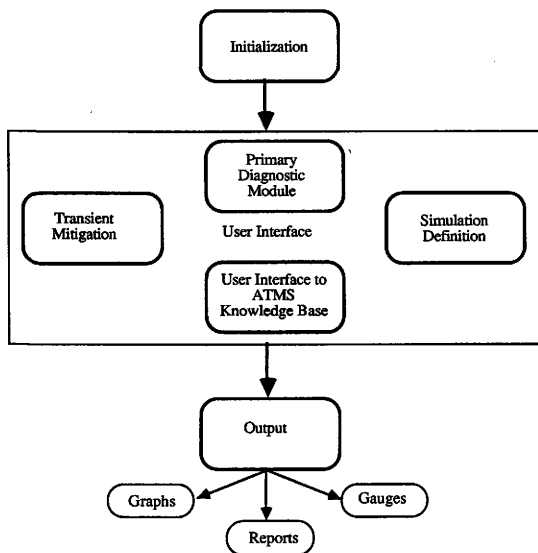 Initialization
Primary
Diagnostic
Module
Transient
Mitigation
User Interface
Simulation
Definition
User Interface to
ATMS
Knowledge Base
Output
Graphs
Gauges
Reports